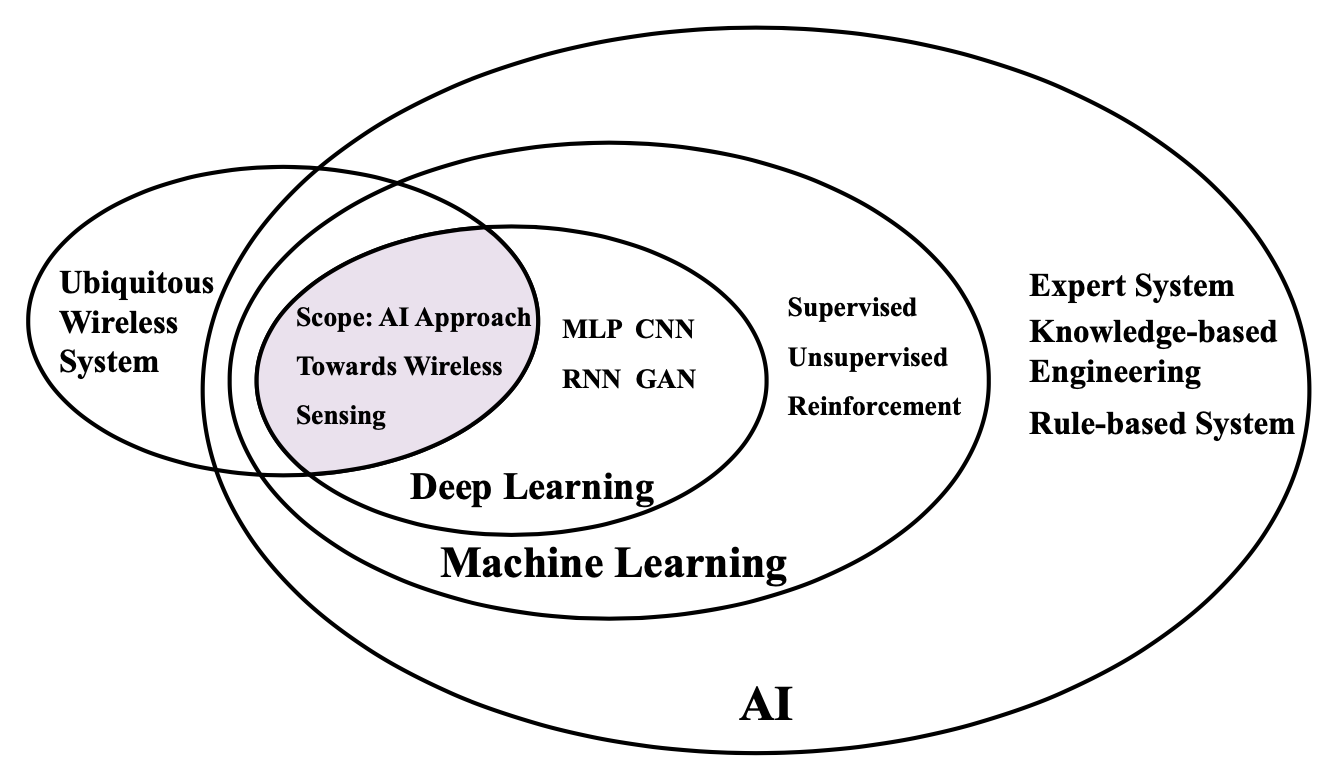 Ubiquitous
Wireless
System
Scope: AI Approach
Towards Wireless
Sensing
MLP CNN
RNN GAN
Deep Learning
Supervised
Unsupervised
Reinforcement
Machine Learning
Expert System
Knowledge-based
Engineering
Rule-based System
AI